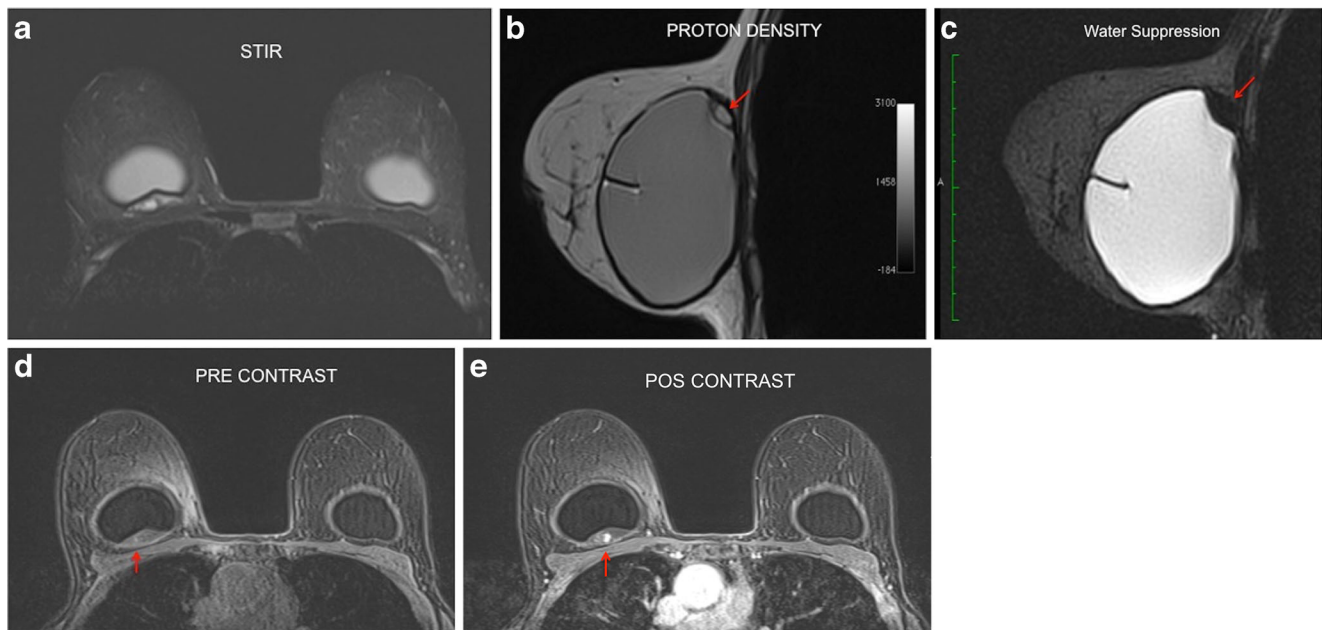 a
STIR
b
PROTON DENSITY
3100
1458
-184
c
Water Suppression
A
d
PRE CONTRAST
e
POS CONTRAST